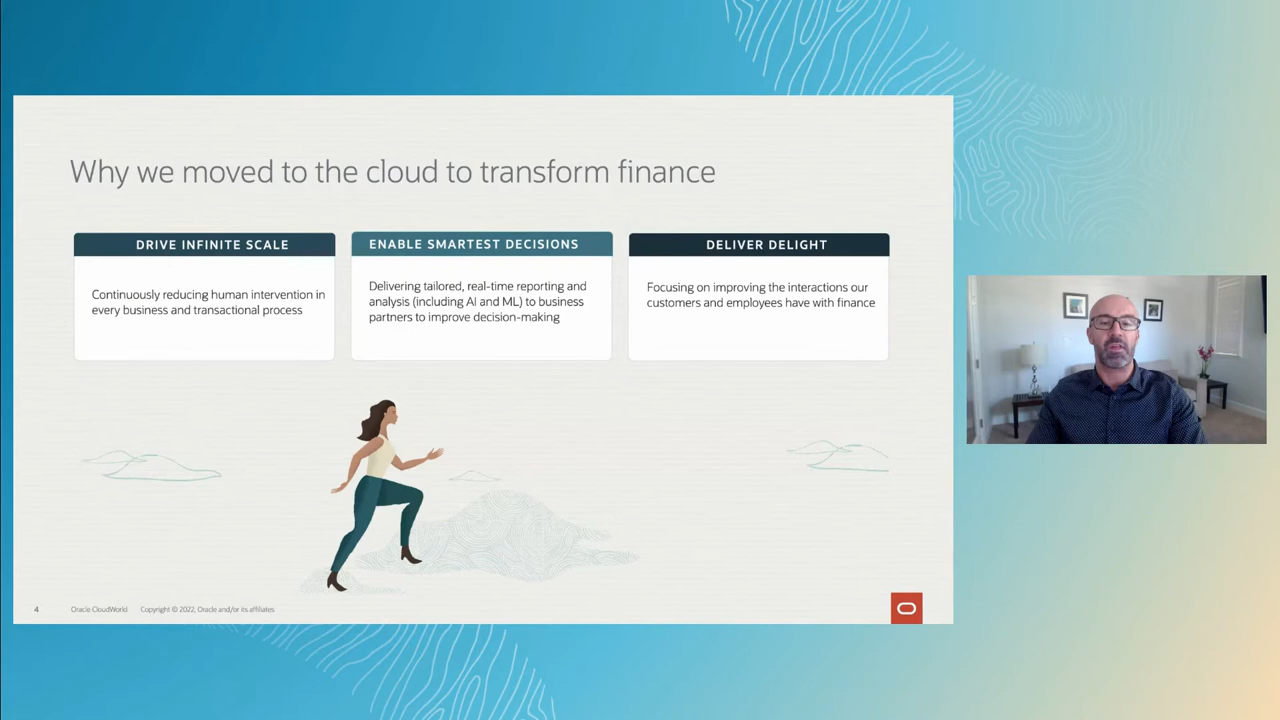 Why we moved to the cloud to transform finance
DRIVE INFINITE SCALE
Continuously reducing human intervention in
every business and transactional process
ENABLE SMARTEST DECISIONS
Delivering tailored, real-time reporting and
analysis (including AI and ML) to business
partners to improve decision-making
DELIVER DELIGHT
Focusing on improving the interactions our
customers and employees have with finance
4 Oracle CloudWorld Copyright © 2022, Oracle and/or its affiliates